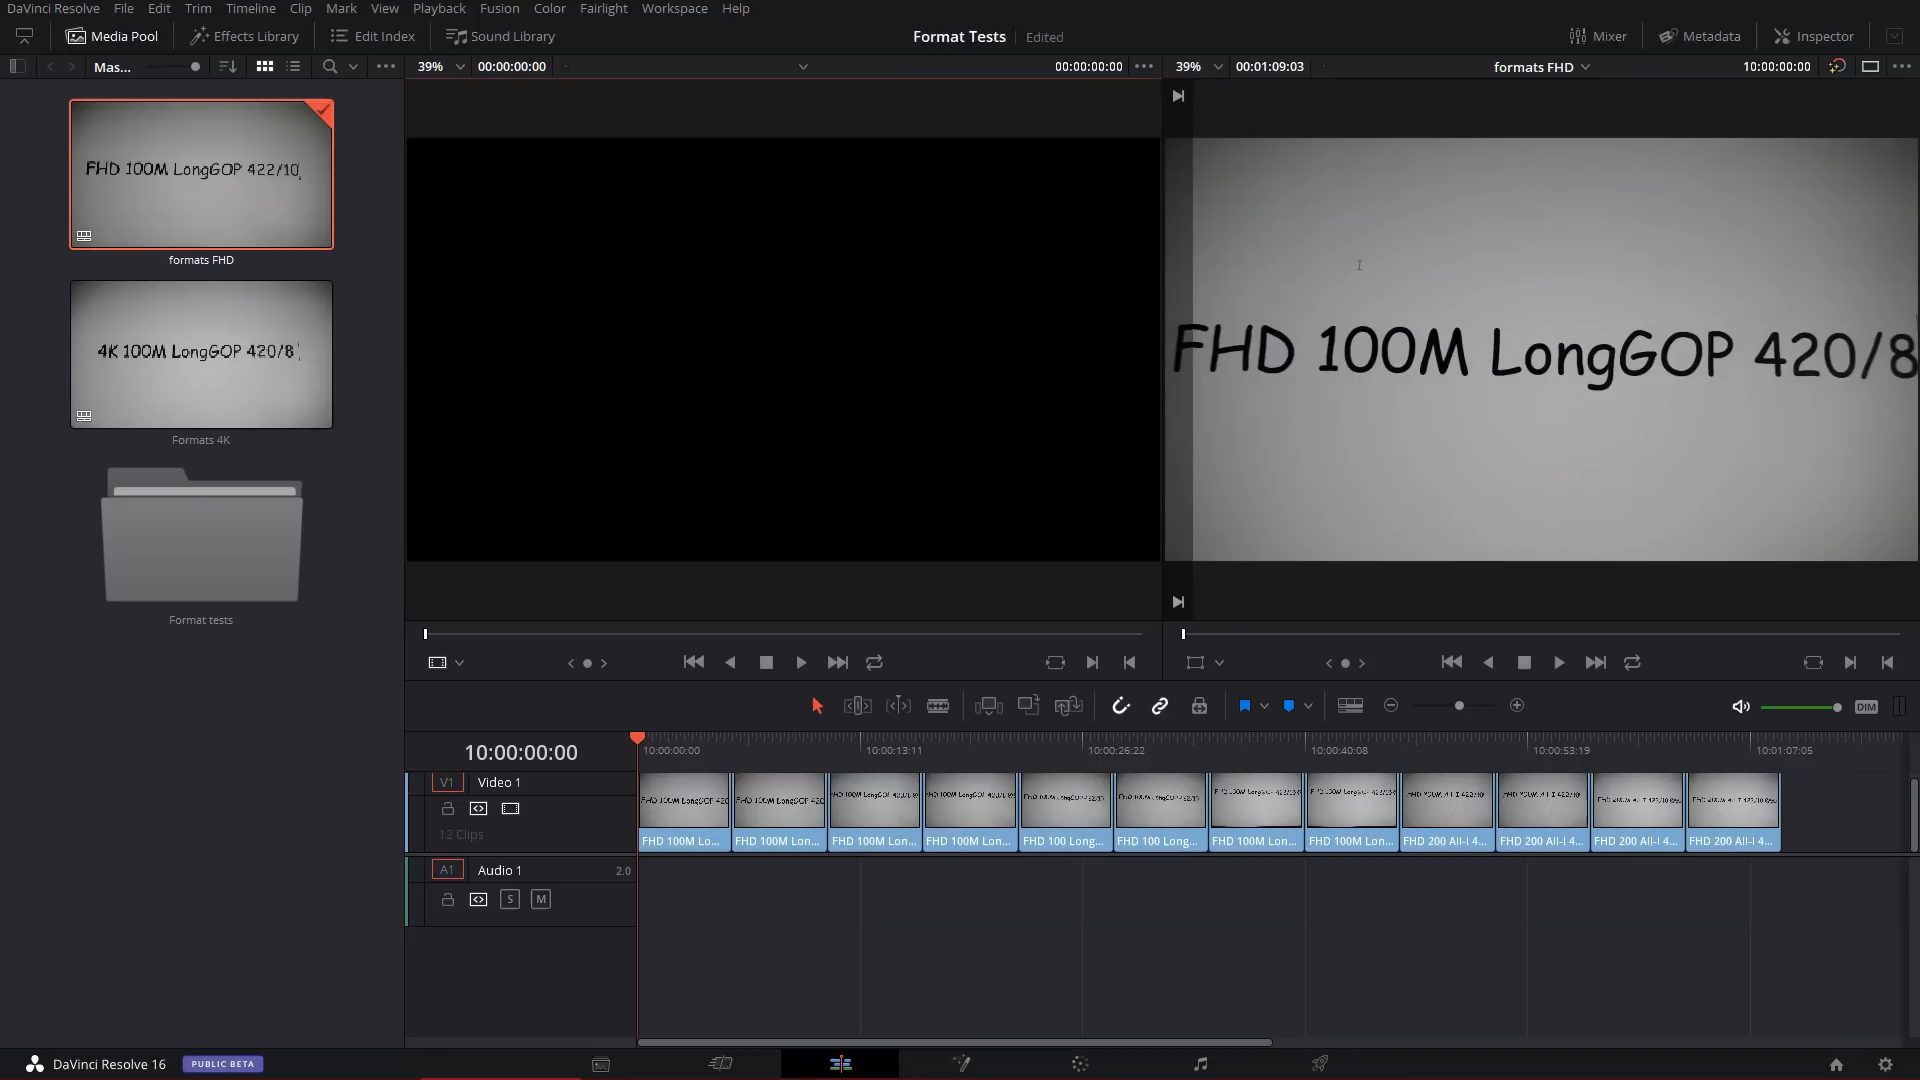 DaVinci Resolve File Edit Trim Timeline Clip Mark View Playback Fusion Color Fairlight Workspace Help
Media Pool Effects Library Edit Index Sound Library Format Tests Edited Mixer Metadata Inspector
Mas... 39% 00:00:00:00 00:00:00:00 39% 00:01:09:03 formats FHD 10:00:00:00
FHD 100M LongGOP 422/10
formats FHD
4K 100M LongGOP 420/8
Formats 4K
Format tests
FHD 100M LongGOP 420/8
DIM
10:00:00:00 10:00:00:00 10:00:13:11 10:00:26:22 10:00:40:08 10:00:53:19 10:01:07:05
V1 Video 1
12 Clips
FHD 100M Lo... FHD 100M Lon... FHD 100M Lon... FHD 100M Lon... FHD 100 Long... FHD 100 Long... FHD 100M Lon... FHD 100M Lon... FHD 200 All-I 4... FHD 200 All-I 4... FHD 200 All-I 4... FHD 200 All-I 4...
A1 Audio 1 2.0
S M
DaVinci Resolve 16 PUBLIC BETA